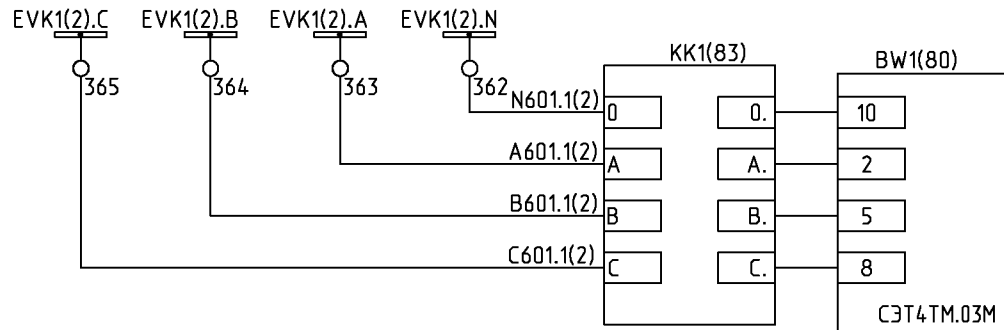 EVK1(2).C EVK1(2).B EVK1(2).A EVK1(2).N
KK1(83) BW1(80)
365 364 363 362
N601.1(2) 0 0. 10
A601.1(2) A A. 2
B601.1(2) B B. 5
C601.1(2) C C. 8
СЭТ4ТМ.03М